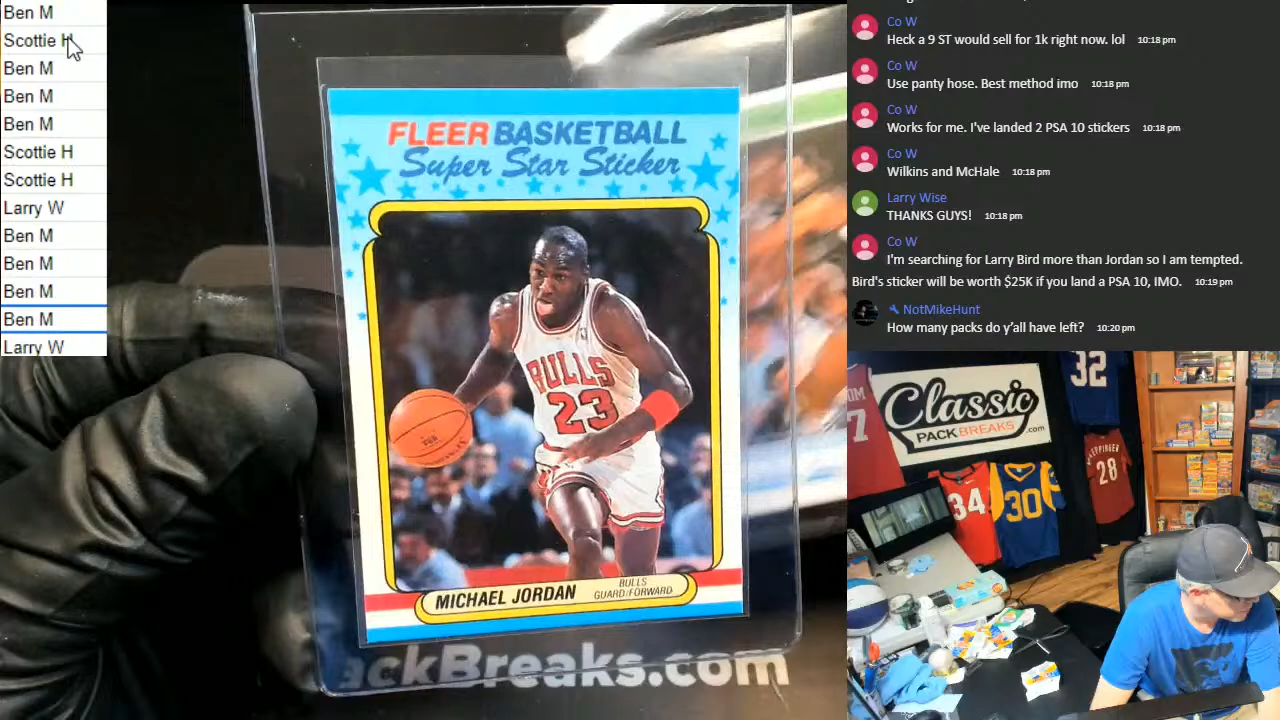 Ben M
Scottie H
Ben M
Ben M
Ben M
Scottie H
Scottie H
Larry W
Ben M
Ben M
Ben M
Ben M
Larry W
FLEER BASKETBALL
Super Star Sticker
BULLS
23
MICHAEL JORDAN
BULLS
GUARD/FORWARD
ackBreaks.com
Co W
Heck a 9 ST would sell for 1k right now. lol 10:18 pm
Co W
Use panty hose. Best method imo 10:18 pm
Co W
Works for me. I've landed 2 PSA 10 stickers 10:18 pm
Co W
Wilkins and McHale 10:18 pm
Larry Wise
THANKS GUYS! 10:18 pm
Co W
I'm searching for Larry Bird more than Jordan so I am tempted.
Bird's sticker will be worth $25K if you land a PSA 10, IMO. 10:19 pm
NotMikeHunt
How many packs do y'all have left? 10:20 pm
Classic
PACKBREAKS.com
32
7
34
30
28